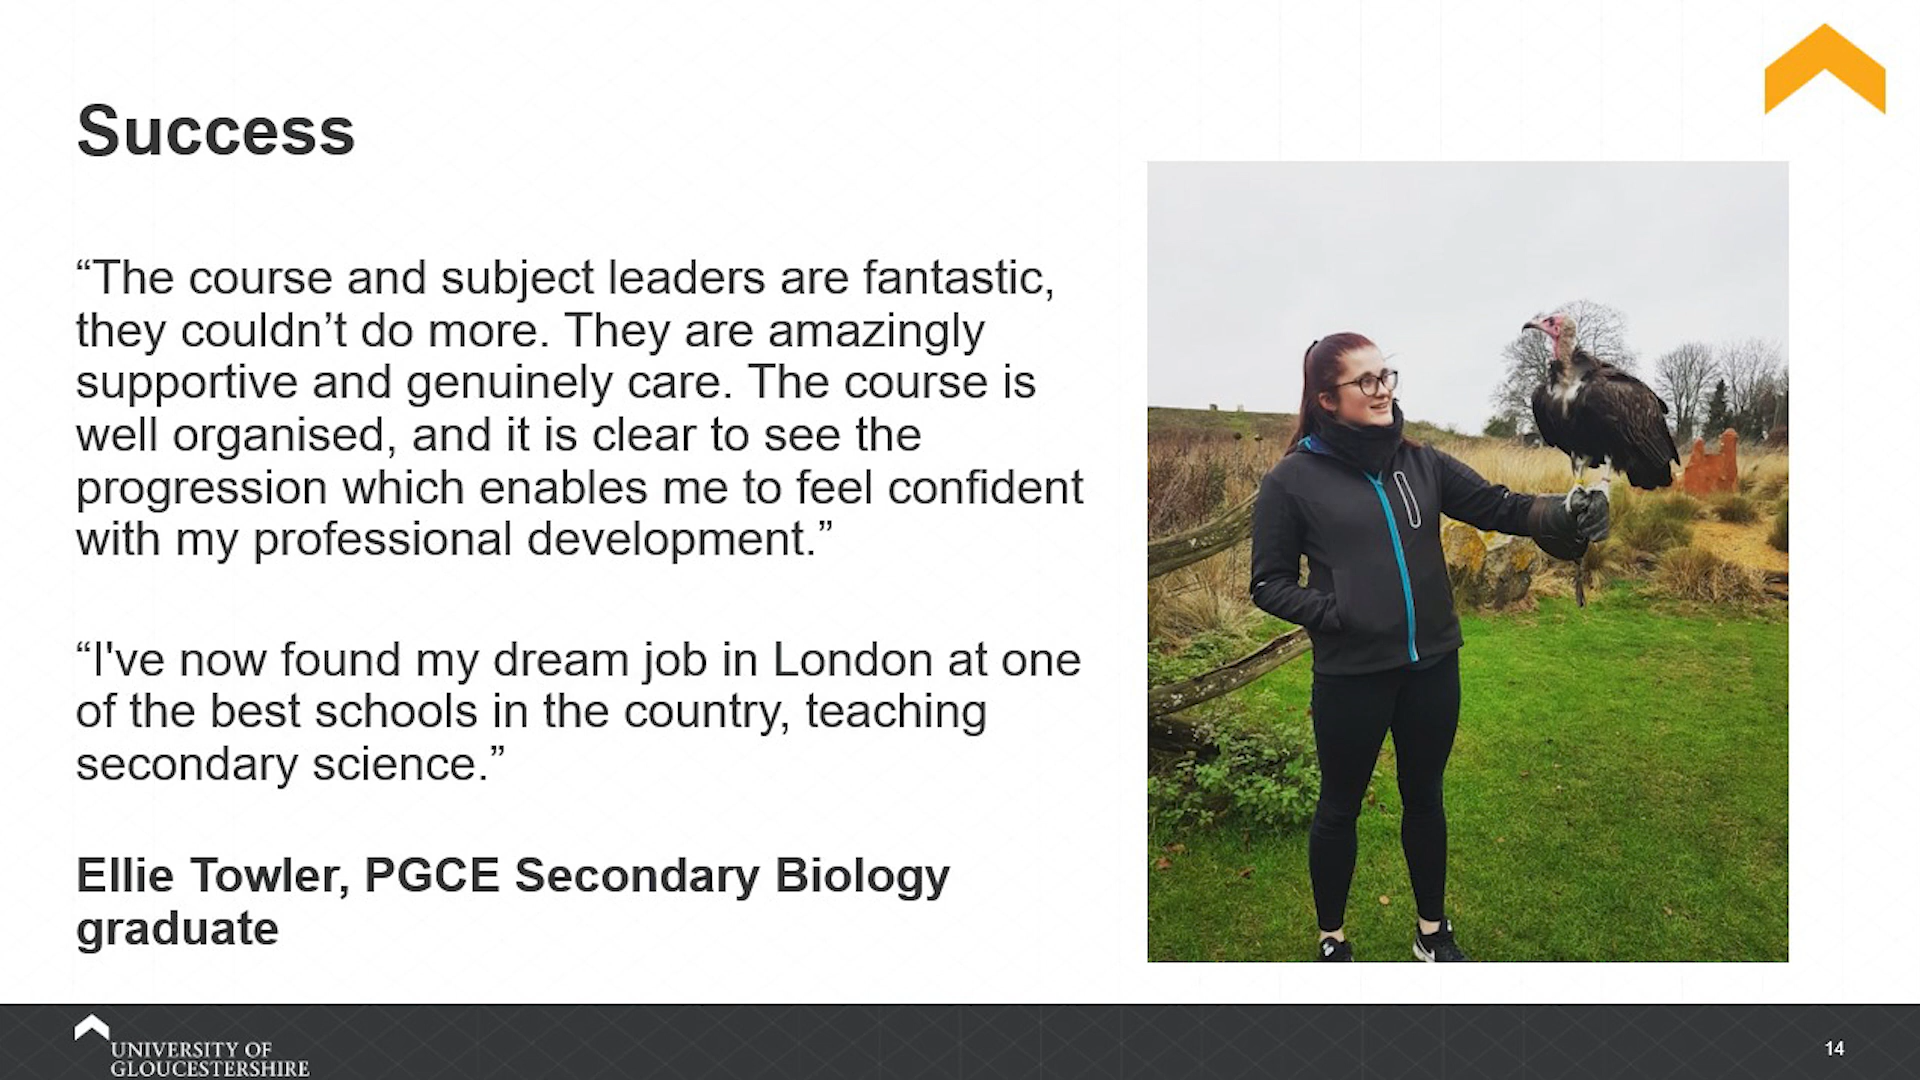 Success
“The course and subject leaders are fantastic,
they couldn’t do more. They are amazingly
supportive and genuinely care. The course is
well organised, and it is clear to see the
progression which enables me to feel confident
with my professional development.”
“I've now found my dream job in London at one
of the best schools in the country, teaching
secondary science.”
Ellie Towler, PGCE Secondary Biology
graduate
UNIVERSITY OF
GLOUCESTERSHIRE
14